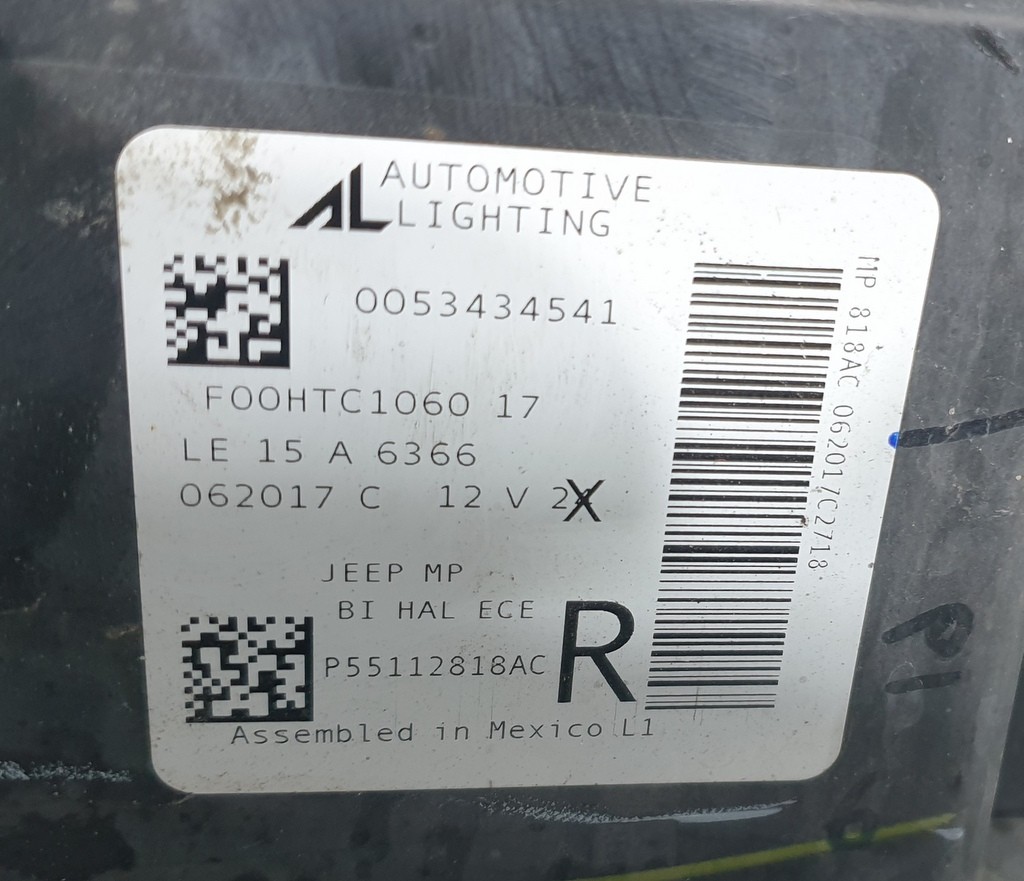 AL AUTOMOTIVE
LIGHTING
0053434541
F00HTC1060 17
LE 15 A 6366
062017 C 12 V
JEEP MP
BI HAL ECE
P55112818AC R
Assembled in Mexico L1
MP 818AC 062017C2718